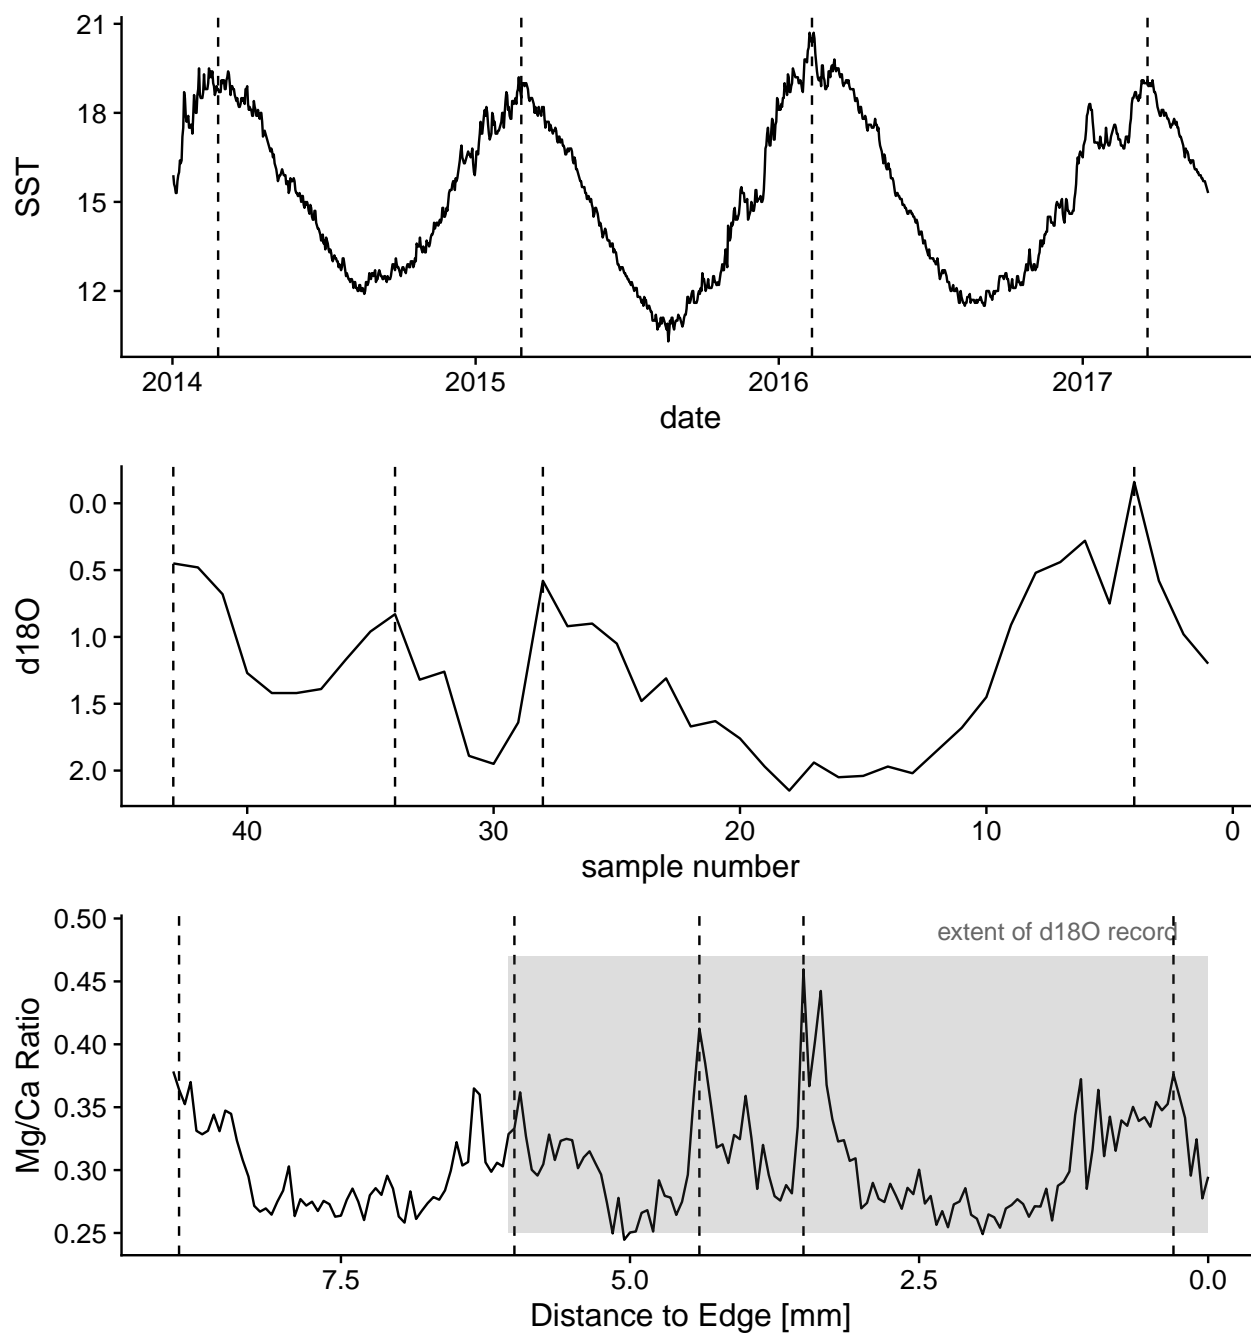 21
18
15
12
SST
2014 2015 2016 2017
date
0.0
0.5
1.0
1.5
2.0
d18O
40 30 20 10 0
sample number
0.50
0.45
0.40
0.35
0.30
0.25
Mg/Ca Ratio
extent of d18O record
7.5 5.0 2.5 0.0
Distance to Edge [mm]